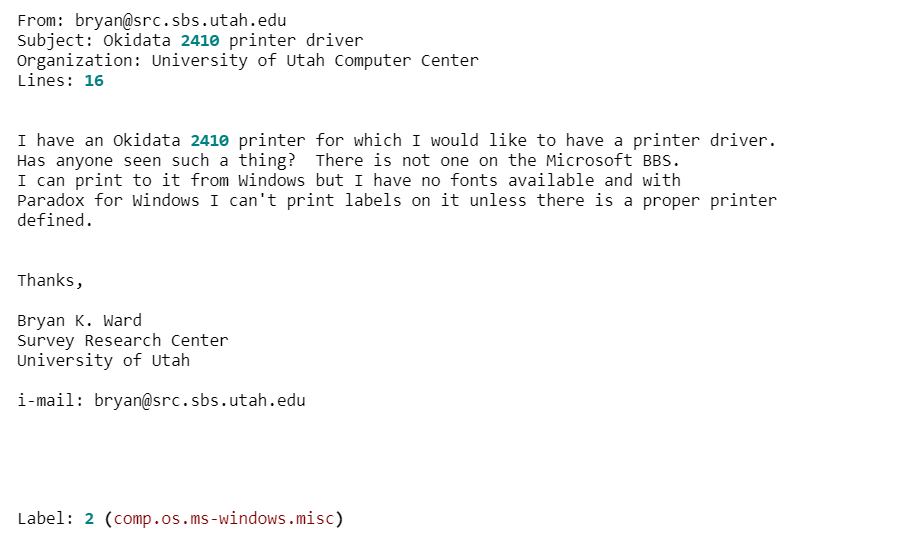 From: bryan@src.sbs.utah.edu
Subject: Okidata 2410 printer driver
Organization: University of Utah Computer Center
Lines: 16
I have an Okidata 2410 printer for which I would like to have a printer driver.
Has anyone seen such a thing?  There is not one on the Microsoft BBS.
I can print to it from Windows but I have no fonts available and with
Paradox for Windows I can't print labels on it unless there is a proper printer
defined.
Thanks,
Bryan K. Ward
Survey Research Center
University of Utah
i-mail: bryan@src.sbs.utah.edu
Label: 2 (comp.os.ms-windows.misc)